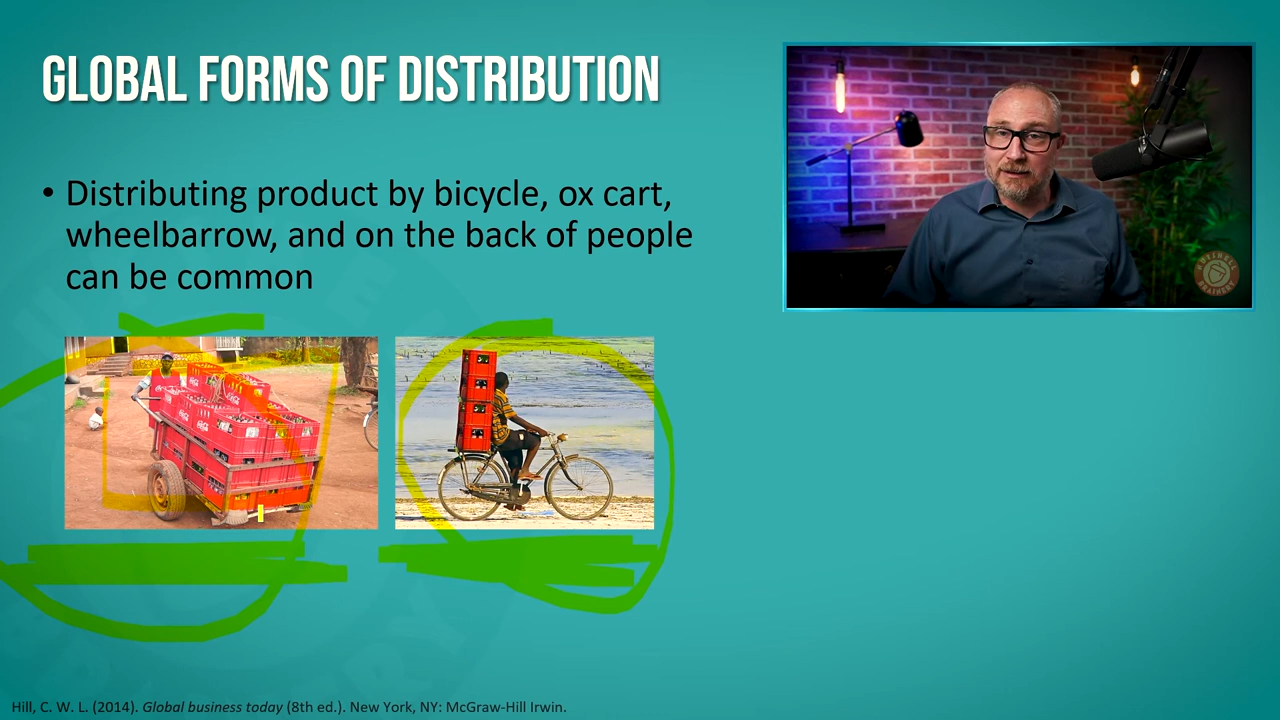 GLOBAL FORMS OF DISTRIBUTION
• Distributing product by bicycle, ox cart,
wheelbarrow, and on the back of people
can be common
Hill, C. W. L. (2014). Global business today (8th ed.). New York, NY: McGraw-Hill Irwin.